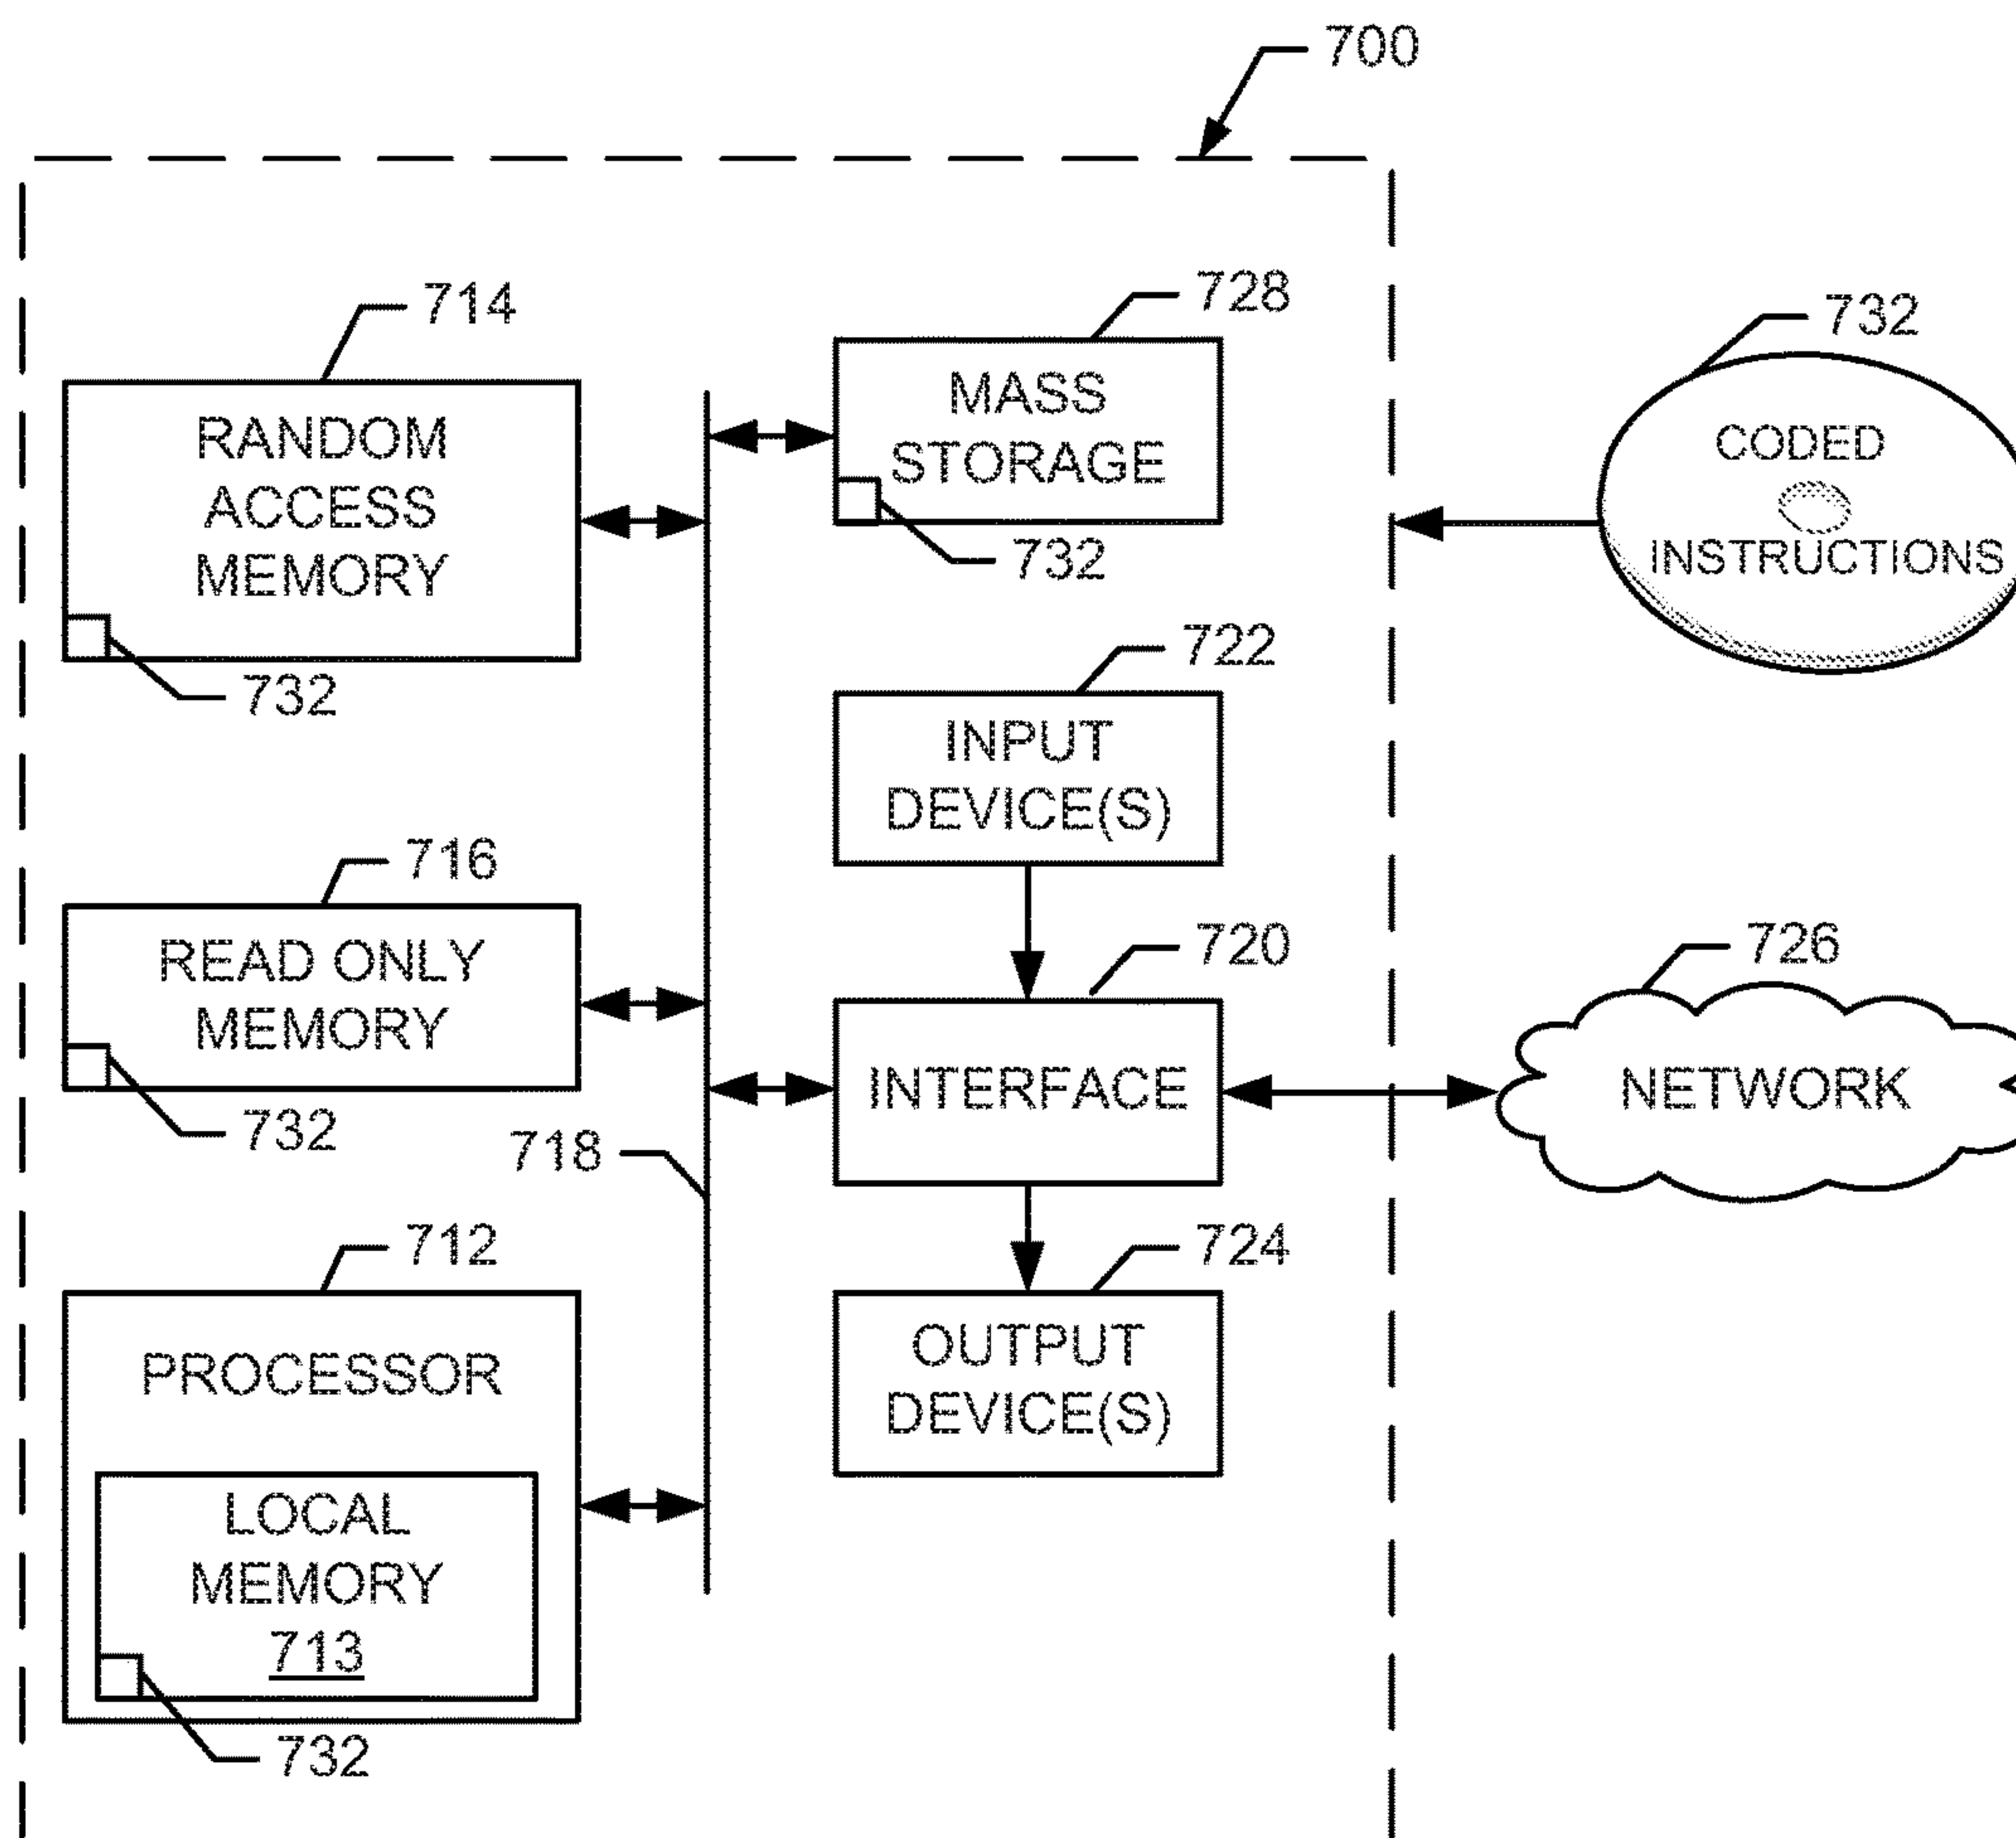 700
714
RANDOM
ACCESS
MEMORY
732
728
MASS
STORAGE
732
732
CODED
INSTRUCTIONS
722
INPUT
DEVICE(S)
716
READ ONLY
MEMORY
732
718
720
INTERFACE
726
NETWORK
712
PROCESSOR
LOCAL
MEMORY
713
732
724
OUTPUT
DEVICE(S)